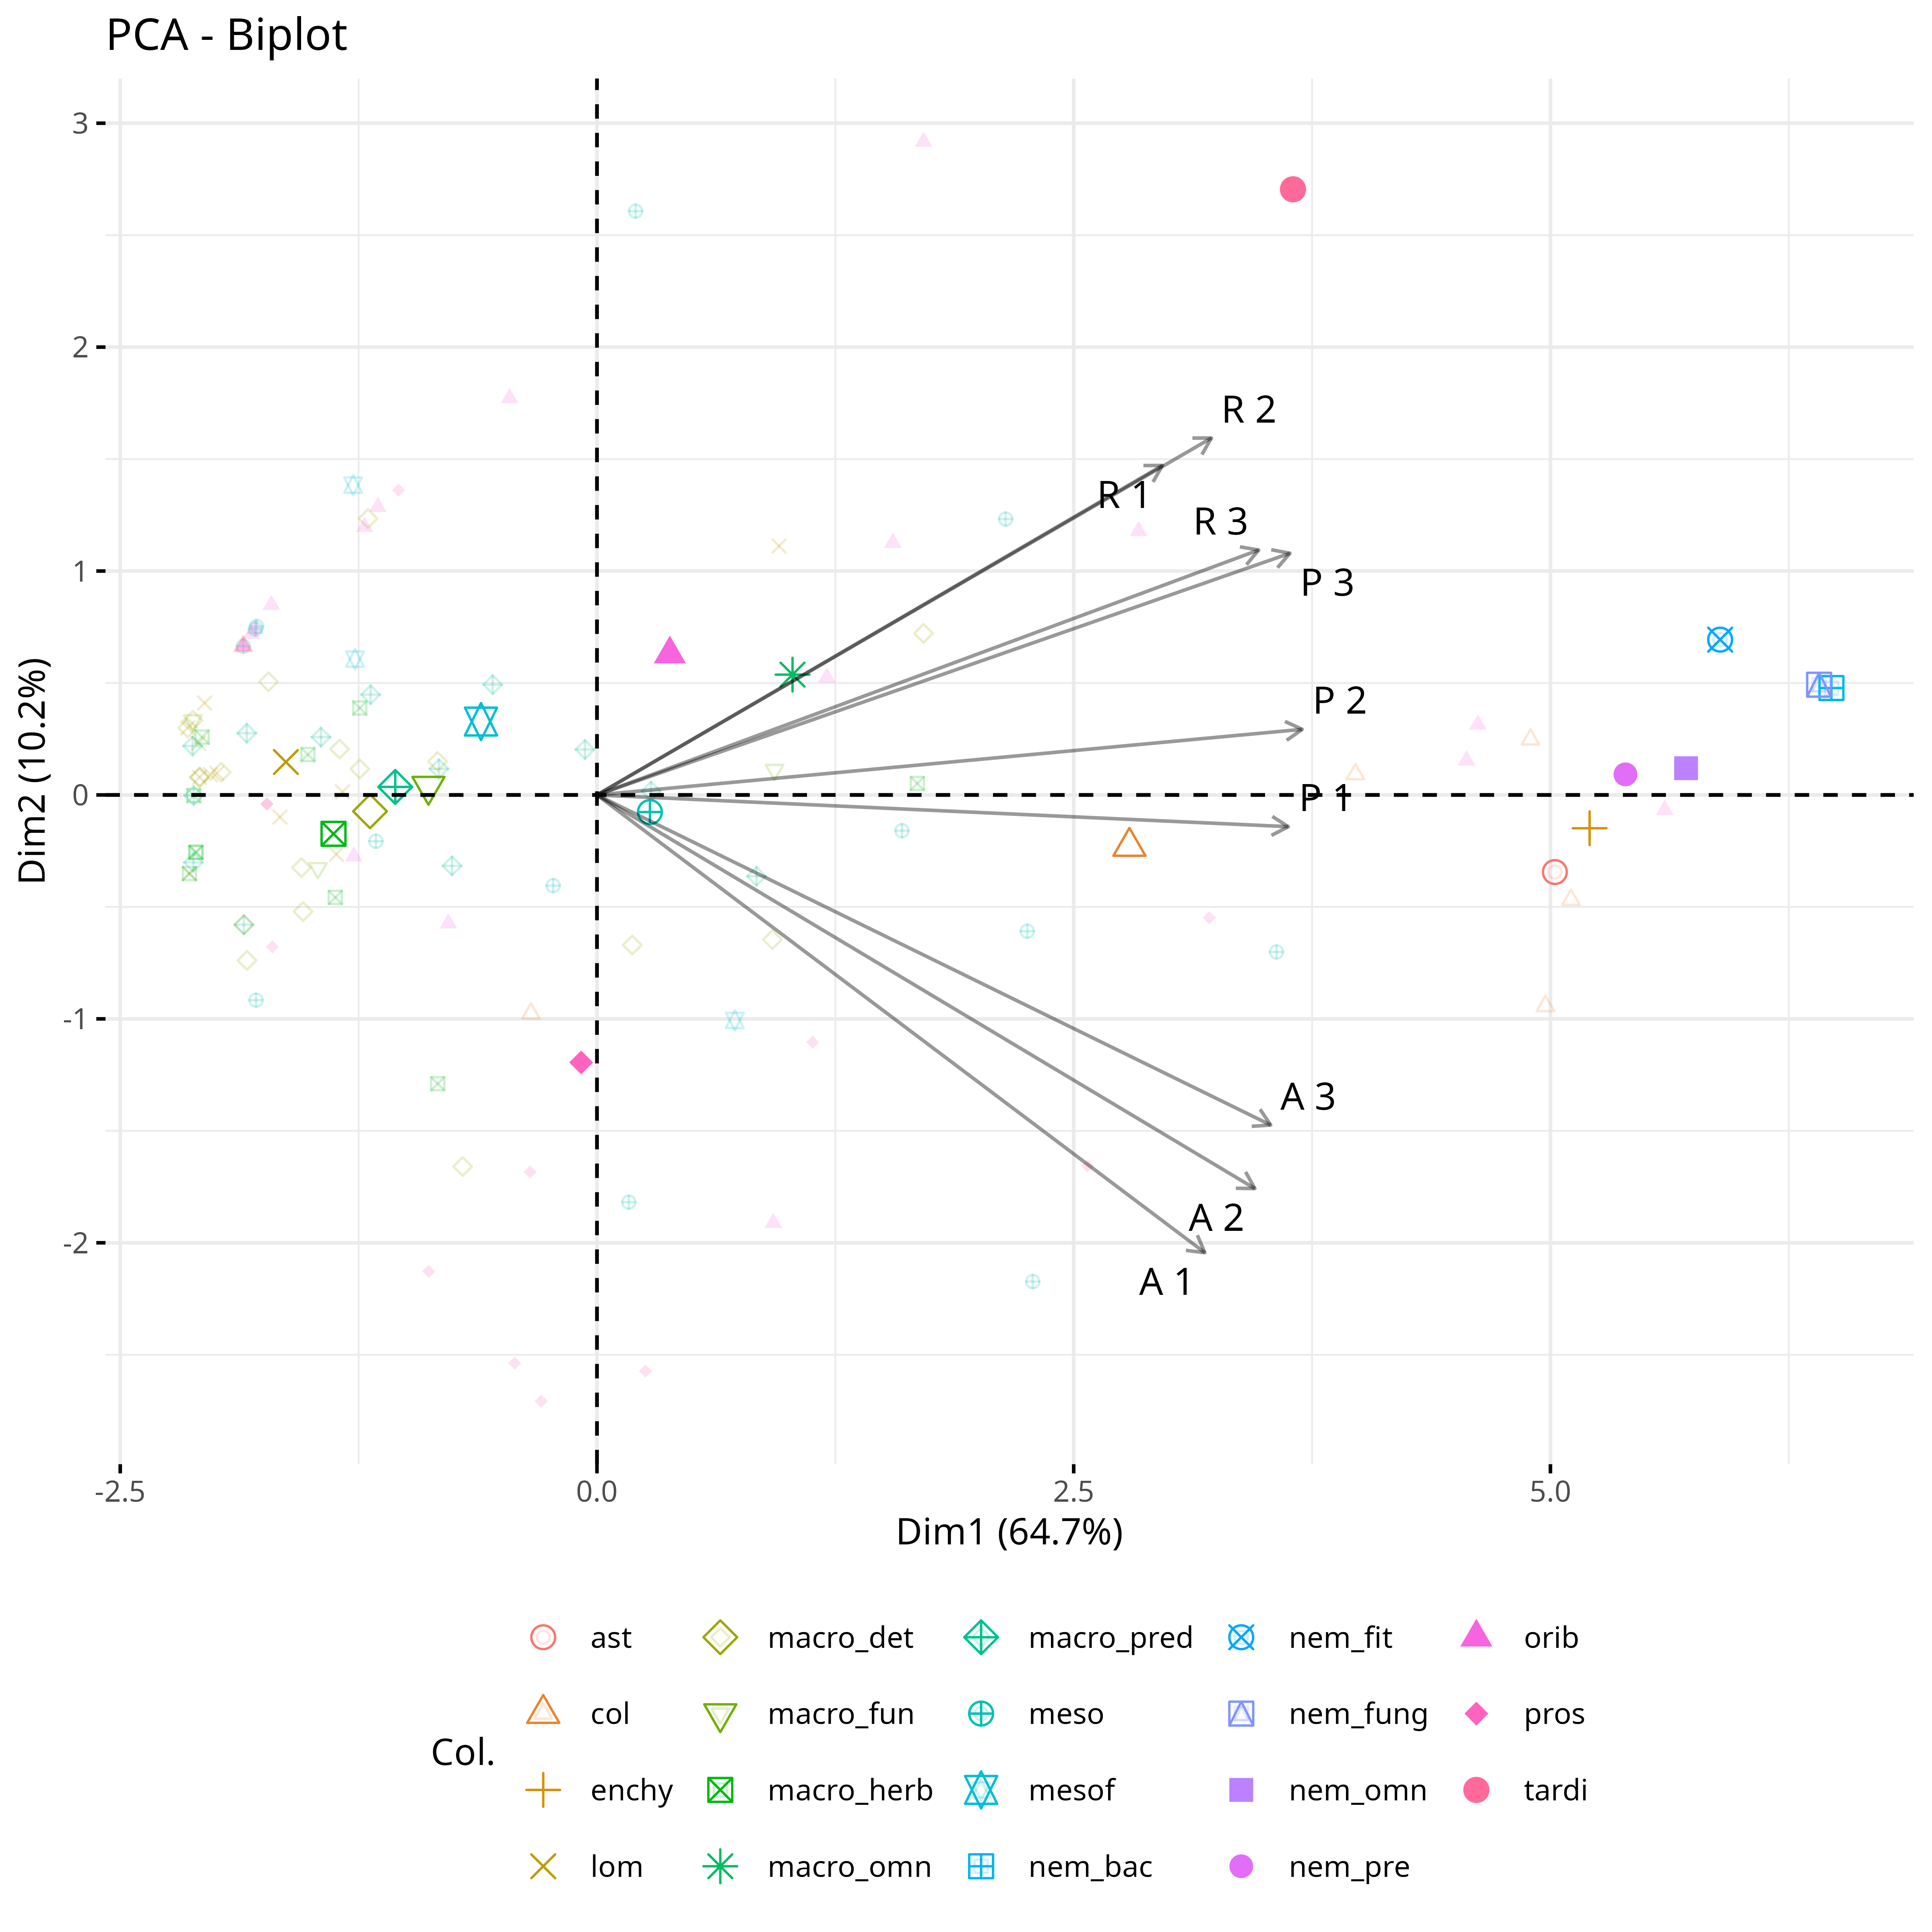 PCA - Biplot
3
2
1
0
-1
-2
Dim2 (10.2%)
R 2
R 1
R 3
P 3
P 2
P 1
A 3
A 2
A 1
-2.5 0.0 2.5 5.0
Dim1 (64.7%)
Col.
ast macro_det macro_pred nem_fit orib
col macro_fun meso nem_fung pros
enchy macro_herb mesof nem_omn tardi
lom macro_omn nem_bac nem_pre